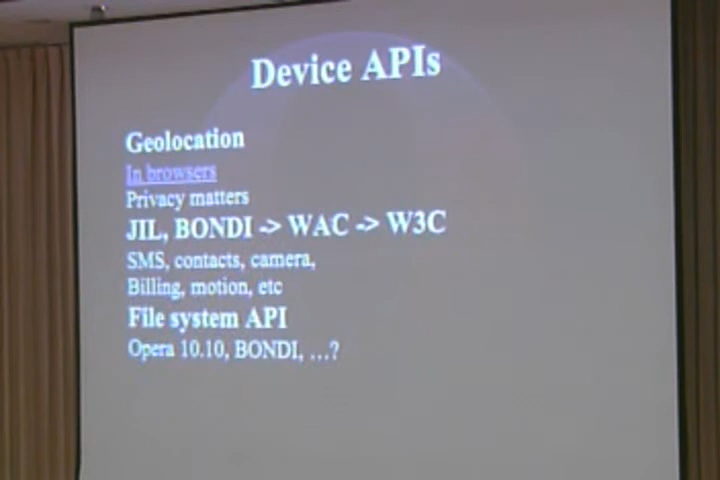 Device APIs
Geolocation
In browsers
Privacy matters
JIL, BONDI -> WAC -> W3C
SMS, contacts, camera,
Billing, motion, etc
File system API
Opera 10.10, BONDI, …?